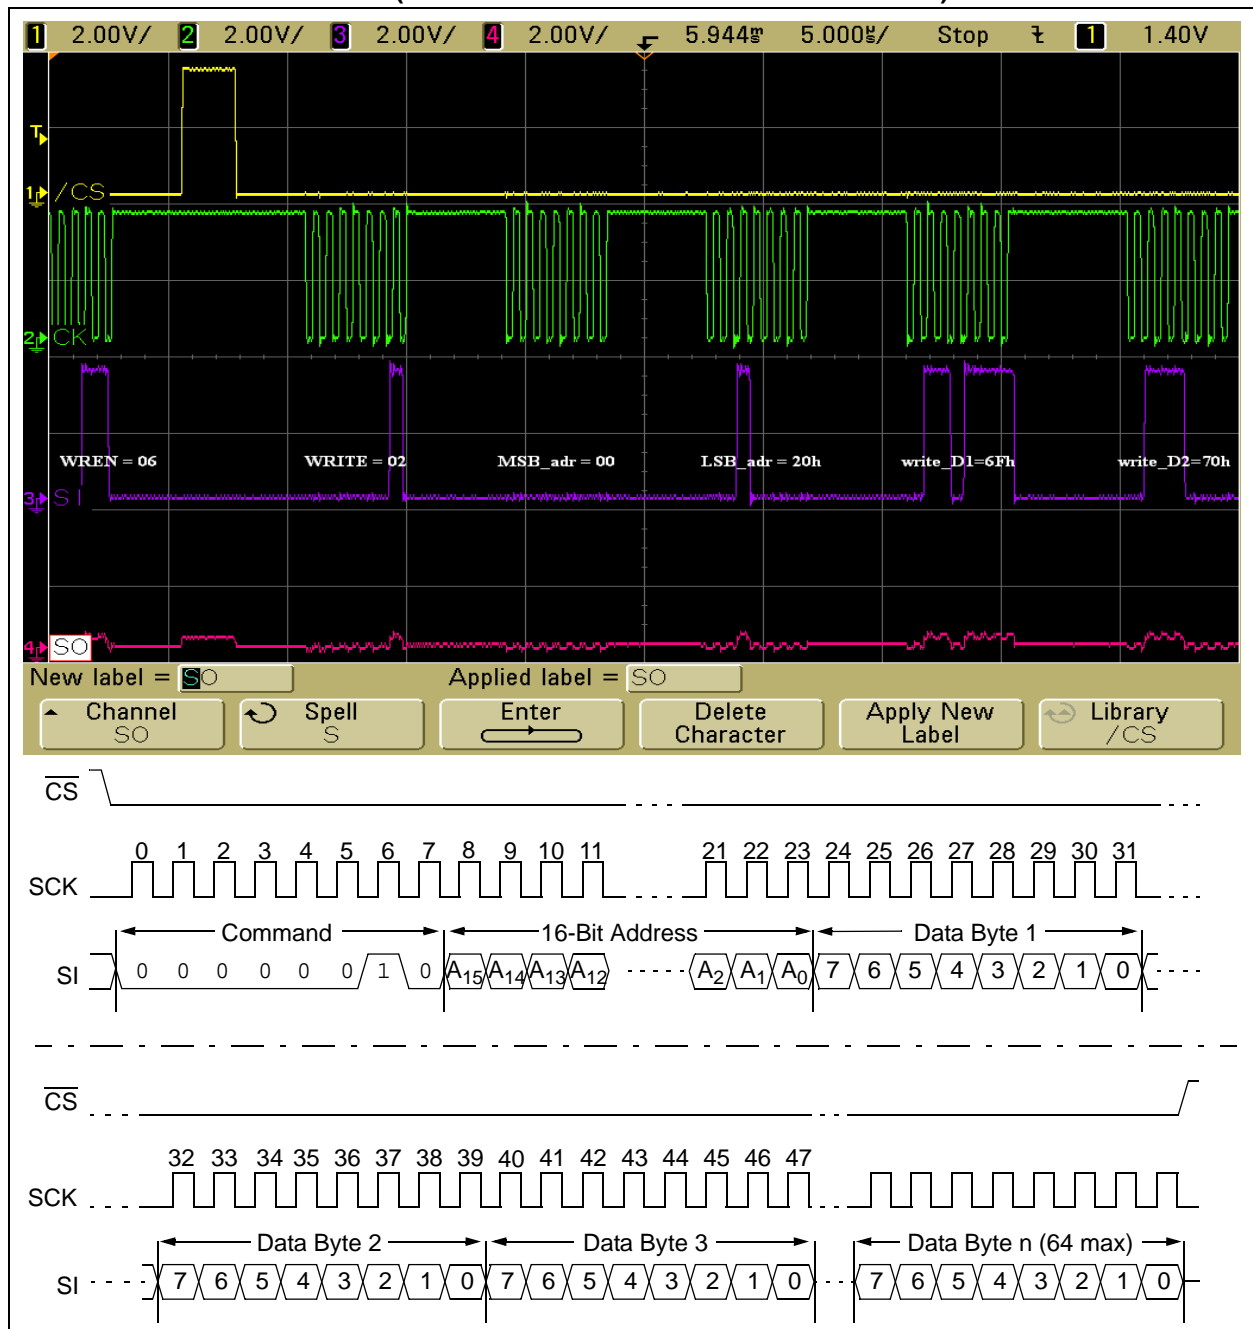 1 2.00V/ 2 2.00V/ 3 2.00V/ 4 2.00V/ 5.944ms 5.000µs/ Stop 1 1.40V
T
1 /CS
2 CK
WREN = 06 WRITE = 02 MSB_adr = 00 LSB_adr = 20h write_D1=6Fh write_D2=70h
3 SI
4 SO
New label = SO Applied label = SO
Channel Spell Enter Delete Apply New Library
SO S Character Label /CS
CS
0 1 2 3 4 5 6 7 8 9 10 11 21 22 23 24 25 26 27 28 29 30 31
SCK
Command 16-Bit Address Data Byte 1
SI 0 0 0 0 0 0 1 0 A15 A14 A13 A12 A2 A1 A0 7 6 5 4 3 2 1 0
CS
32 33 34 35 36 37 38 39 40 41 42 43 44 45 46 47
SCK
Data Byte 2 Data Byte 3 Data Byte n (64 max)
SI 7 6 5 4 3 2 1 0 7 6 5 4 3 2 1 0 7 6 5 4 3 2 1 0